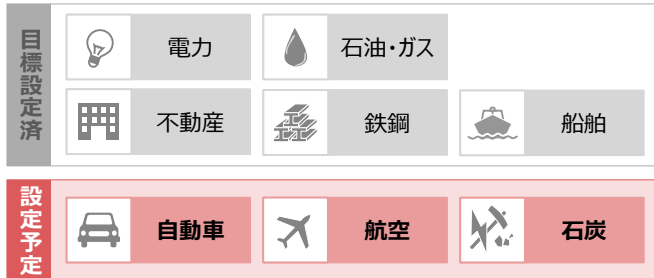 目標設定済
電力
石油・ガス
不動産
鉄鋼
船舶
設定予定
自動車
航空
石炭